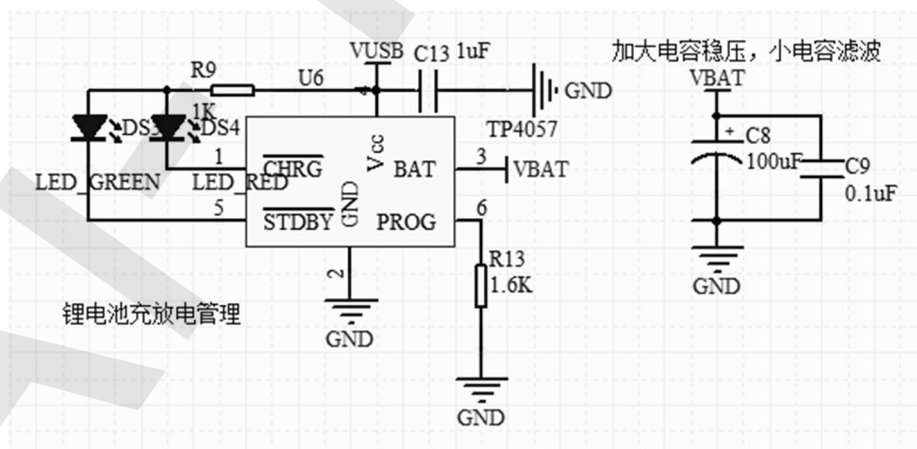 加大电容稳压，小电容滤波
VUSB
C13 1uF
R9
1K
U6
4
GND
TP4057
DS3
DS4
LED_GREEN
LED_RED
1
CHRG
5
STDBY
Vcc
GND
BAT
PROG
3
VBAT
6
2
GND
R13
1.6K
GND
VBAT
+
C8
100uF
C9
0.1uF
GND
锂电池充放电管理